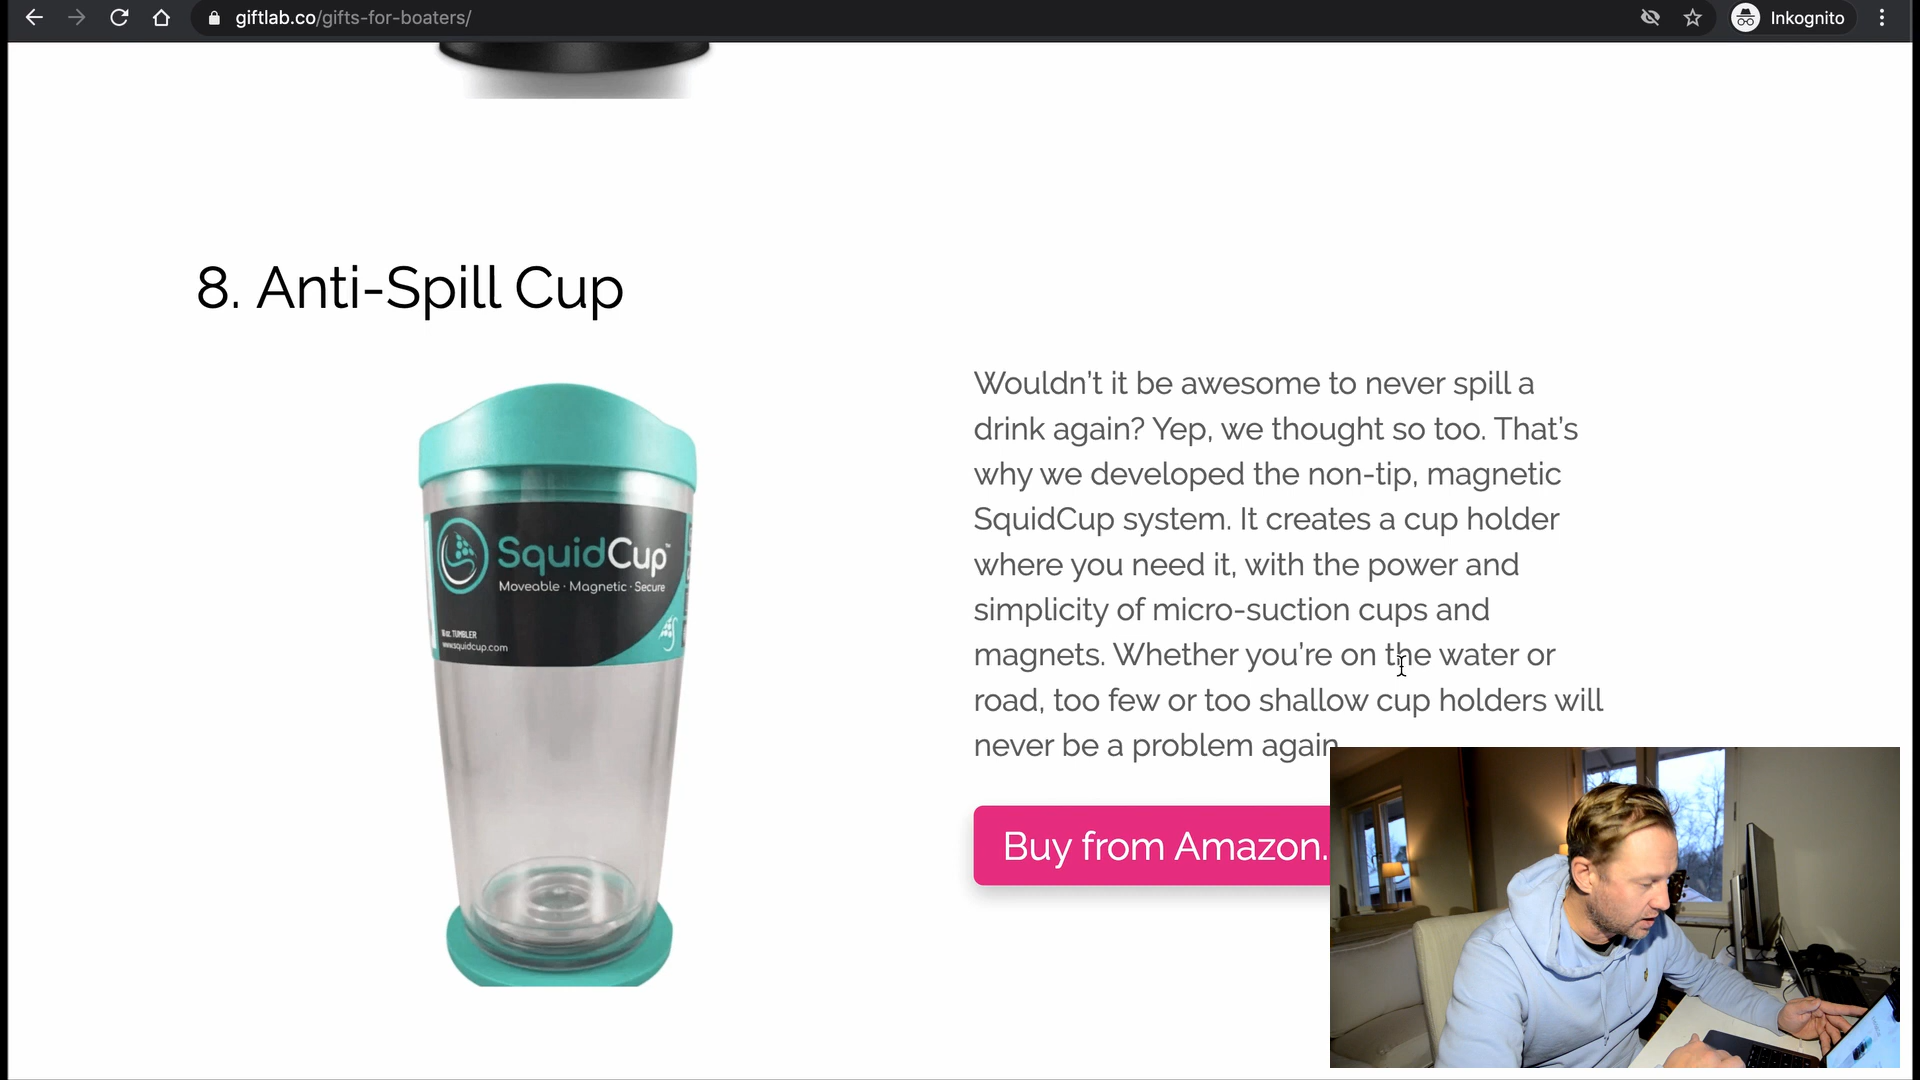 giftlab.co/gifts-for-boaters/
Inkognito
8. Anti-Spill Cup
SquidCup™
Moveable · Magnetic · Secure
TUMBLER
www.squidcup.com
Wouldn’t it be awesome to never spill a
drink again? Yep, we thought so too. That’s
why we developed the non-tip, magnetic
SquidCup system. It creates a cup holder
where you need it, with the power and
simplicity of micro-suction cups and
magnets. Whether you’re on the water or
road, too few or too shallow cup holders will
never be a problem again
Buy from Amazon.